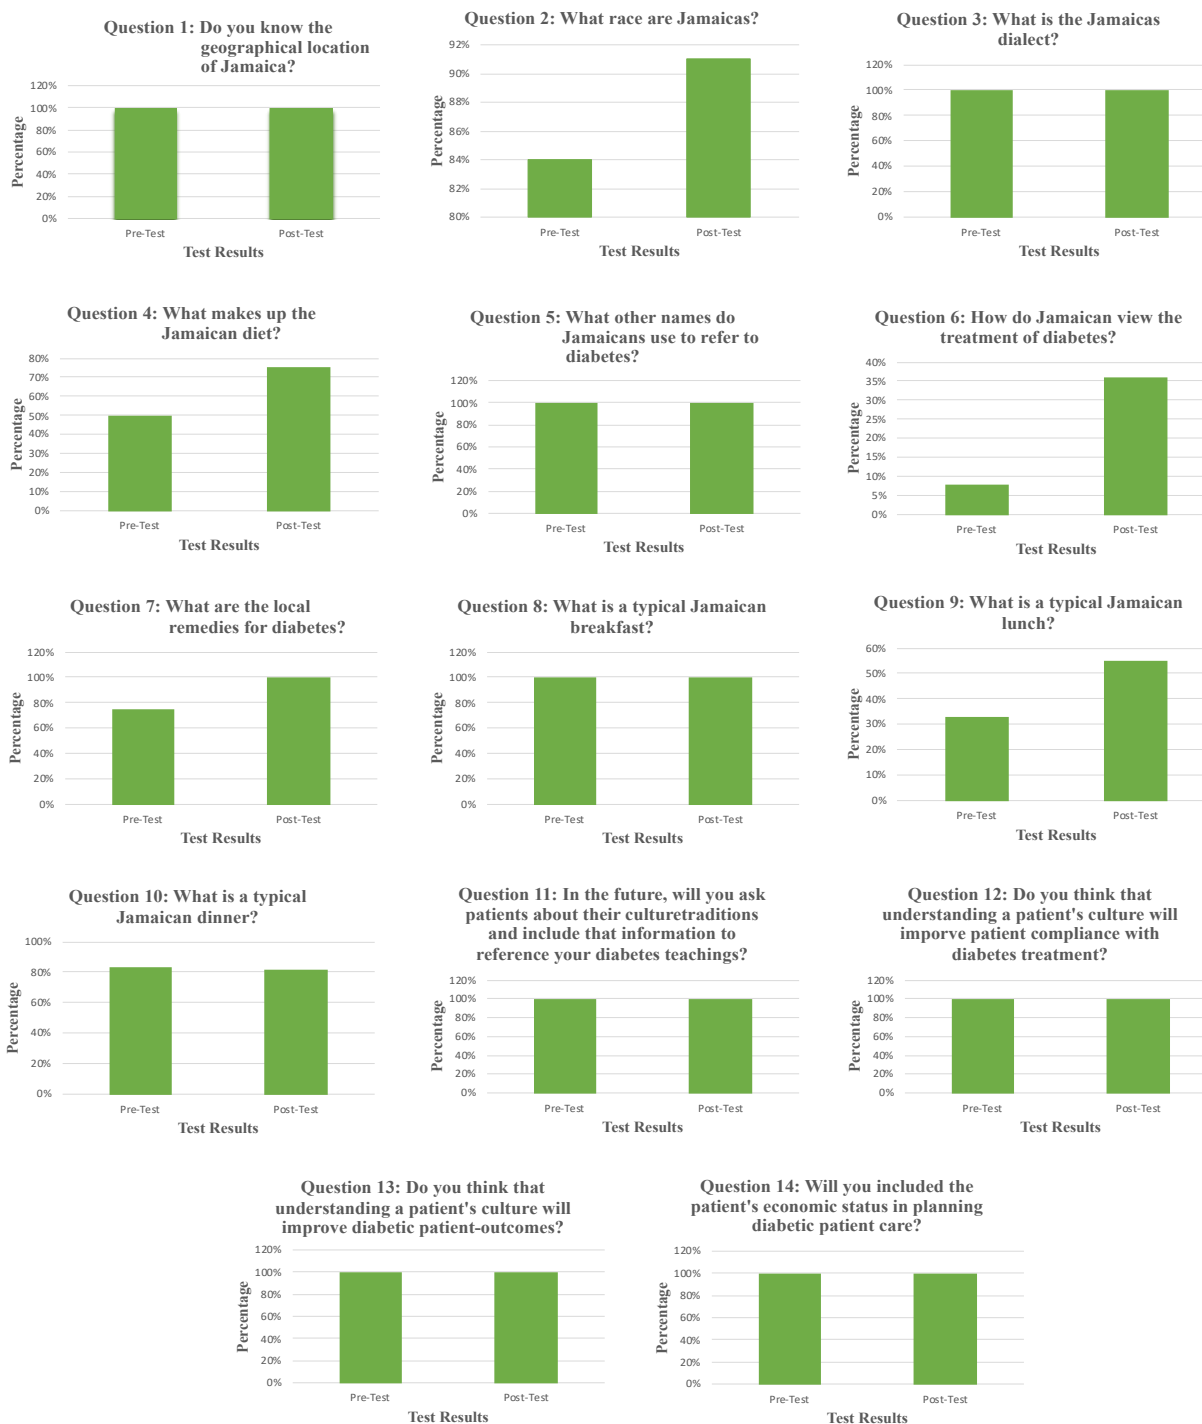 Question 1: Do you know the
geographical location
of Jamaica?
120%
100%
80%
60%
40%
20%
0%
Percentage
Pre-Test
Post-Test
Test Results
Question 2: What race are Jamaicas?
92%
90%
88%
86%
84%
82%
80%
Percentage
Pre-Test
Post-Test
Test Results
Question 3: What is the Jamaicas
dialect?
120%
100%
80%
60%
40%
20%
0%
Percentage
Pre-Test
Post-Test
Test Results
Question 4: What makes up the
Jamaican diet?
80%
75%
70%
60%
50%
30%
20%
10%
0%
Percentage
Pre-Test
Post-Test
Test Results
Question 5: What other names do
Jamaicans use to refer to
diabetes?
120%
100%
80%
60%
40%
20%
0%
Percentage
Pre-Test
Post-Test
Test Results
Question 6: How do Jamaican view the
treatment of diabetes?
40%
35%
30%
25%
20%
15%
10%
5%
0%
Percentage
Pre-Test
Post-Test
Test Results
Question 7: What are the local
remedies for diabetes?
120%
100%
80%
60%
40%
20%
0%
Percentage
Pre-Test
Post-Test
Test Results
Question 8: What is a typical Jamaican
breakfast?
120%
100%
80%
60%
40%
20%
0%
Percentage
Pre-Test
Post-Test
Test Results
Question 9: What is a typical Jamaican
lunch?
60%
50%
40%
30%
20%
10%
0%
Percentage
Pre-Test
Post-Test
Test Results
Question 10: What is a typical
Jamaican dinner?
100%
80%
60%
40%
20%
0%
Percentage
Pre-Test
Post-Test
Test Results
Question 11: In the future, will you ask
patients about their culturetraditions
and include that information to
reference your diabetes teachings?
120%
100%
80%
60%
40%
20%
0%
Percentage
Pre-Test
Post-Test
Test Results
Question 12: Do you think that
understanding a patient's culture will
imporve patient compliance with
diabetes treatment?
120%
100%
80%
60%
40%
20%
0%
Percentage
Pre-Test
Post-Test
Test Results
Question 13: Do you think that
understanding a patient's culture will
improve diabetic patient-outcomes?
120%
100%
80%
60%
40%
20%
0%
Percentage
Pre-Test
Post-Test
Test Results
Question 14: Will you included the
patient's economic status in planning
diabetic patient care?
120%
100%
80%
60%
40%
20%
0%
Percentage
Pre-Test
Post-Test
Test Results